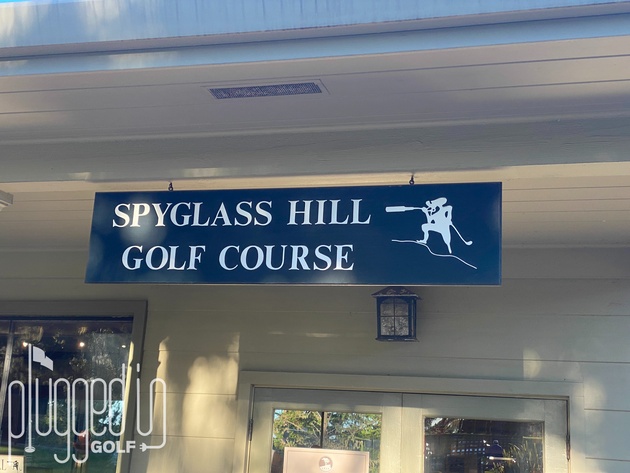 SPYGLASS HILL
GOLF COURSE
plugged in
GOLF